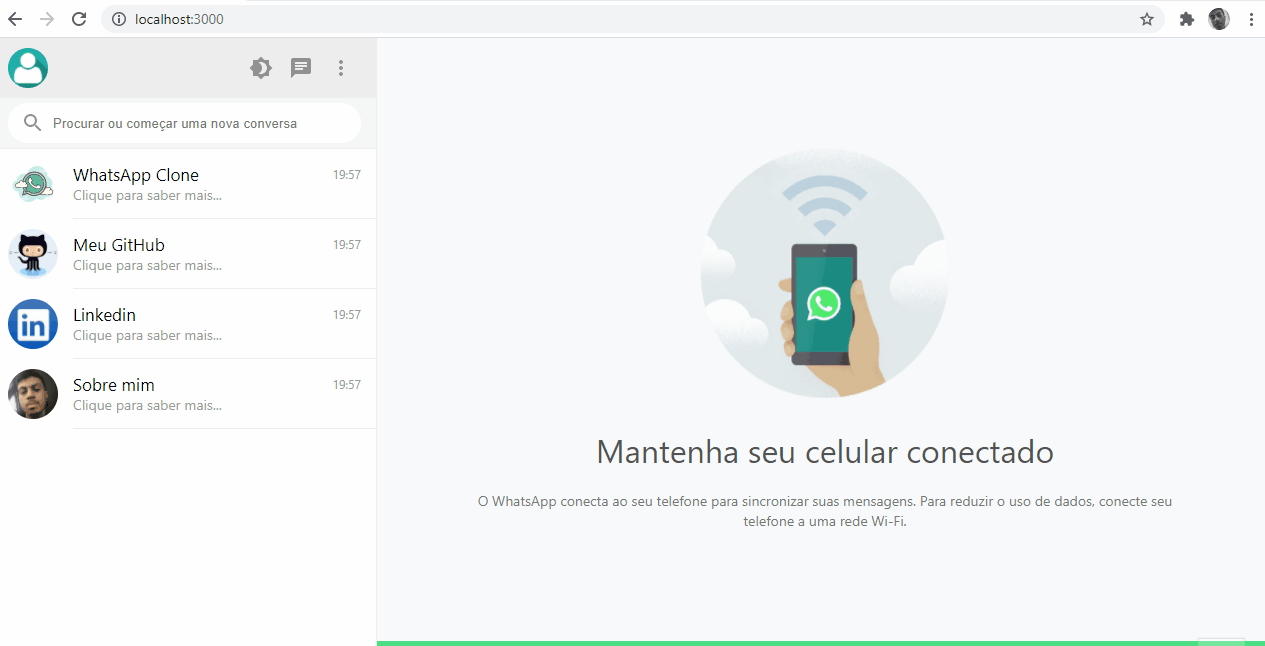 localhost:3000
Procurar ou começar uma nova conversa
WhatsApp Clone 19:57
Clique para saber mais...
Meu GitHub 19:57
Clique para saber mais...
in
Linkedin 19:57
Clique para saber mais...
Sobre mim 19:57
Clique para saber mais...
Mantenha seu celular conectado
O WhatsApp conecta ao seu telefone para sincronizar suas mensagens. Para reduzir o uso de dados, conecte seu
telefone a uma rede Wi-Fi.